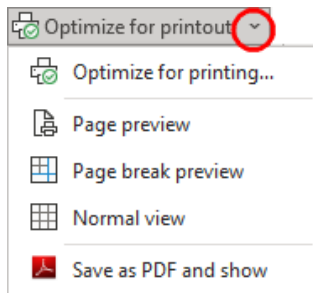 Optimize for printout
Optimize for printing...
Page preview
Page break preview
Normal view
Save as PDF and show